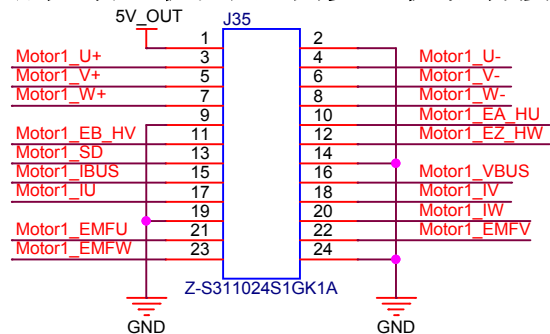 5V_OUT J35
1 2
Motor1_U+ 3 4 Motor1_U-
Motor1_V+ 5 6 Motor1_V-
Motor1_W+ 7 8 Motor1_W-
9 10 Motor1_EA_HU
Motor1_EB_HV 11 12 Motor1_EZ_HW
Motor1_SD 13 14
Motor1_IBUS 15 16 Motor1_VBUS
Motor1_IU 17 18 Motor1_IV
19 20 Motor1_IW
Motor1_EMFU 21 22 Motor1_EMFV
Motor1_EMFW 23 24
Z-S311024S1GK1A
GND GND